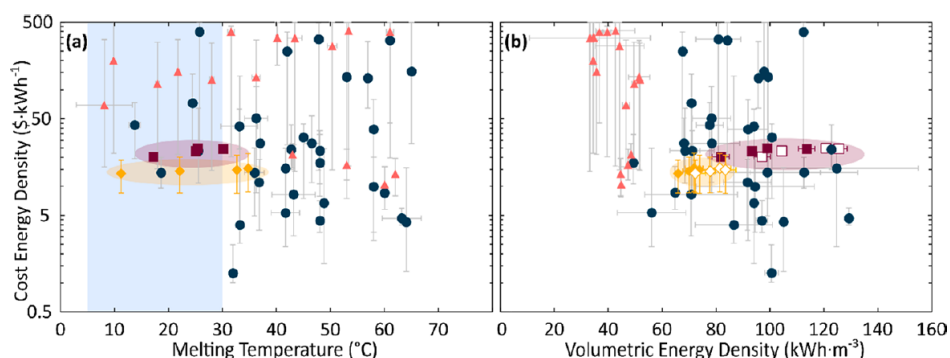 500
50
5
0.5
Cost Energy Density ($·kWh⁻¹)
(a)
0 10 20 30 40 50 60 70
Melting Temperature (°C)
(b)
0 20 40 60 80 100 120 140 160
Volumetric Energy Density (kWh·m⁻³)